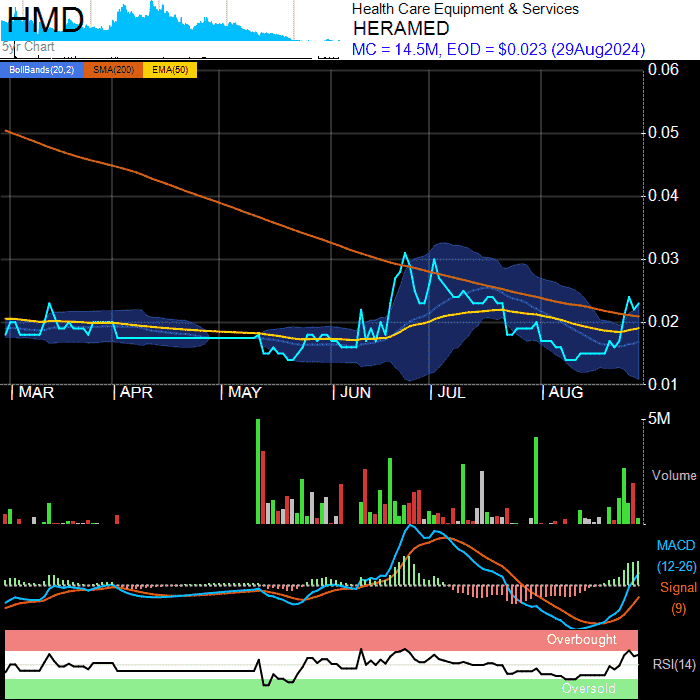 HMD
5yr Chart
Health Care Equipment & Services
HERAMED
MC = 14.5M, EOD = $0.023 (29Aug2024)
BollBands(20,2) SMA(200) EMA(50)
0.06
0.05
0.04
0.03
0.02
0.01
MAR APR MAY JUN JUL AUG
5M
Volume
MACD
(12-26)
Signal
(9)
Overbought
RSI(14)
Oversold